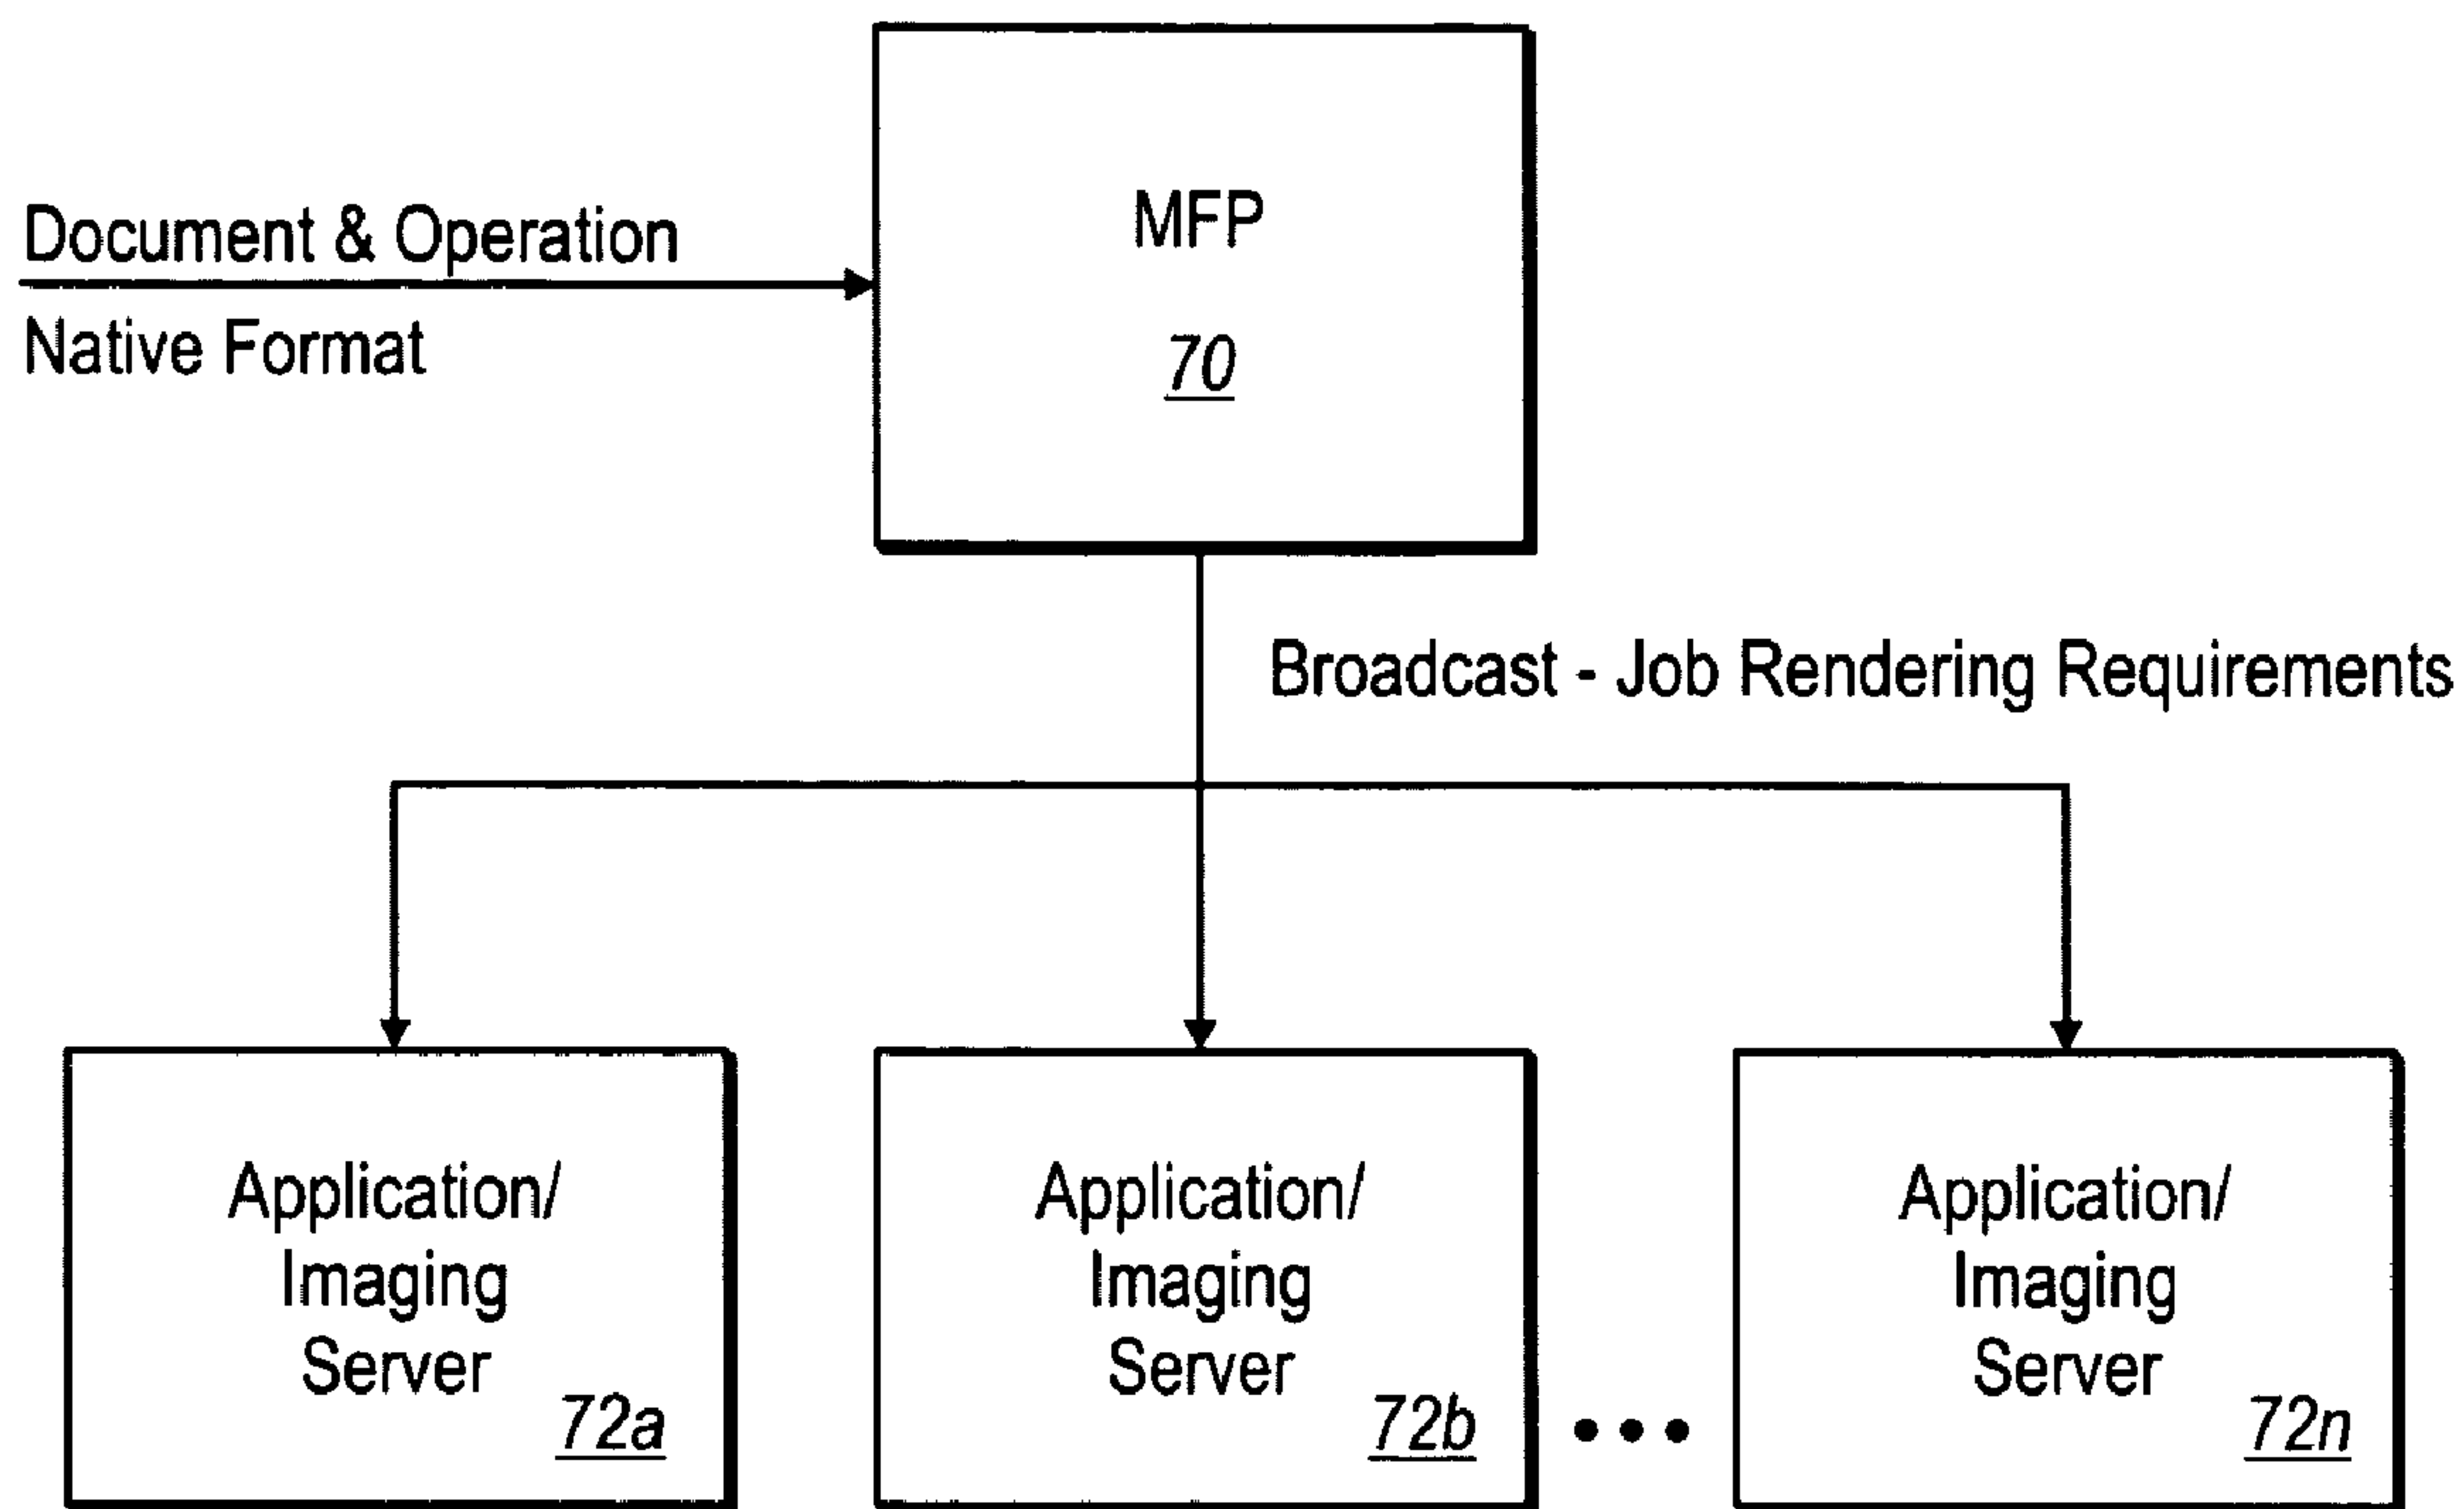 Document & Operation
Native Format
MFP
70
Broadcast - Job Rendering Requirements
Application/
Imaging
Server
72a
Application/
Imaging
Server
72b
• • •
Application/
Imaging
Server
72n